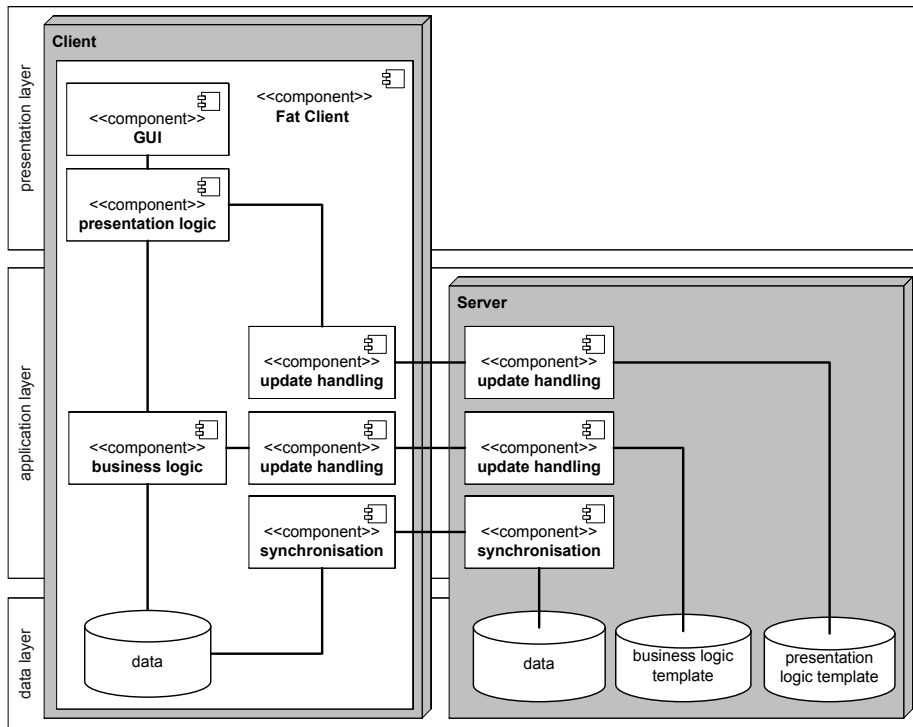 presentation layer
application layer
data layer
Client
<<component>>
Fat Client
<<component>>
GUI
<<component>>
presentation logic
<<component>>
update handling
<<component>>
business logic
<<component>>
update handling
<<component>>
synchronisation
data
Server
<<component>>
update handling
<<component>>
update handling
<<component>>
synchronisation
data
business logic
template
presentation
logic template